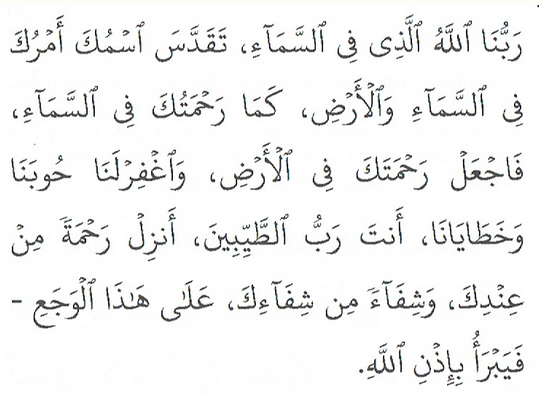 رَبُّنَا ٱللَّهُ ٱلَّذِى فِى ٱلسَّمَآءِ، تَقَدَّسَ ٱسْمُكَ أَمْرُكَ
فِى ٱلسَّمَآءِ وَٱلْأَرْضِ، كَمَا رَحْمَتُكَ فِى ٱلسَّمَآءِ،
فَاجْعَلْ رَحْمَتَكَ فِى ٱلْأَرْضِ، وَٱغْفِرْلَنَا حُوبَنَا
وَخَطَايَانَا، أَنتَ رَبُّ ٱلطَّيِّبِينَ، أَنزِلْ رَحْمَةً مِنْ
عِنْدِكَ، وَشِفَآءً مِن شِفَآءِكَ، عَلَى هَـٰذَا ٱلْوَجَعِ -
فَيَبْرَأُ بِإِذْنِ ٱللَّهِ.